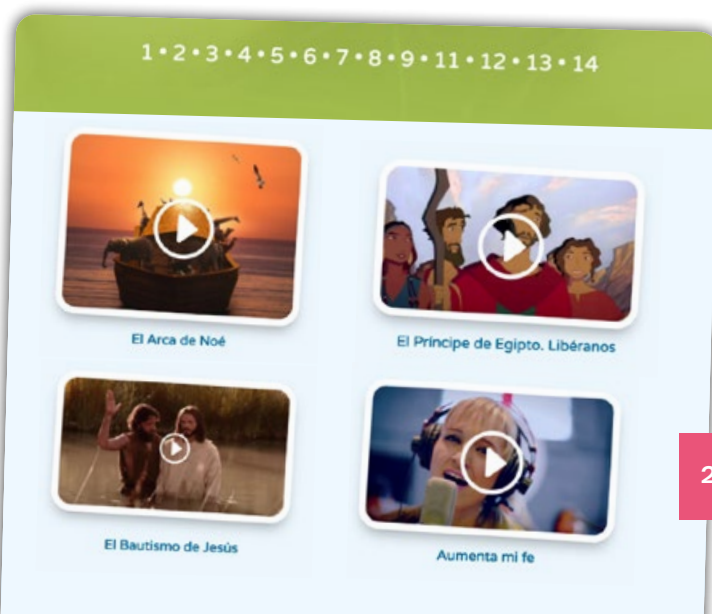 1 • 2 • 3 • 4 • 5 • 6 • 7 • 8 • 9 • 11 • 12 • 13 • 14
El Arca de Noé
El Príncipe de Egipto. Libéranos
El Bautismo de Jesús
Aumenta mi fe
2